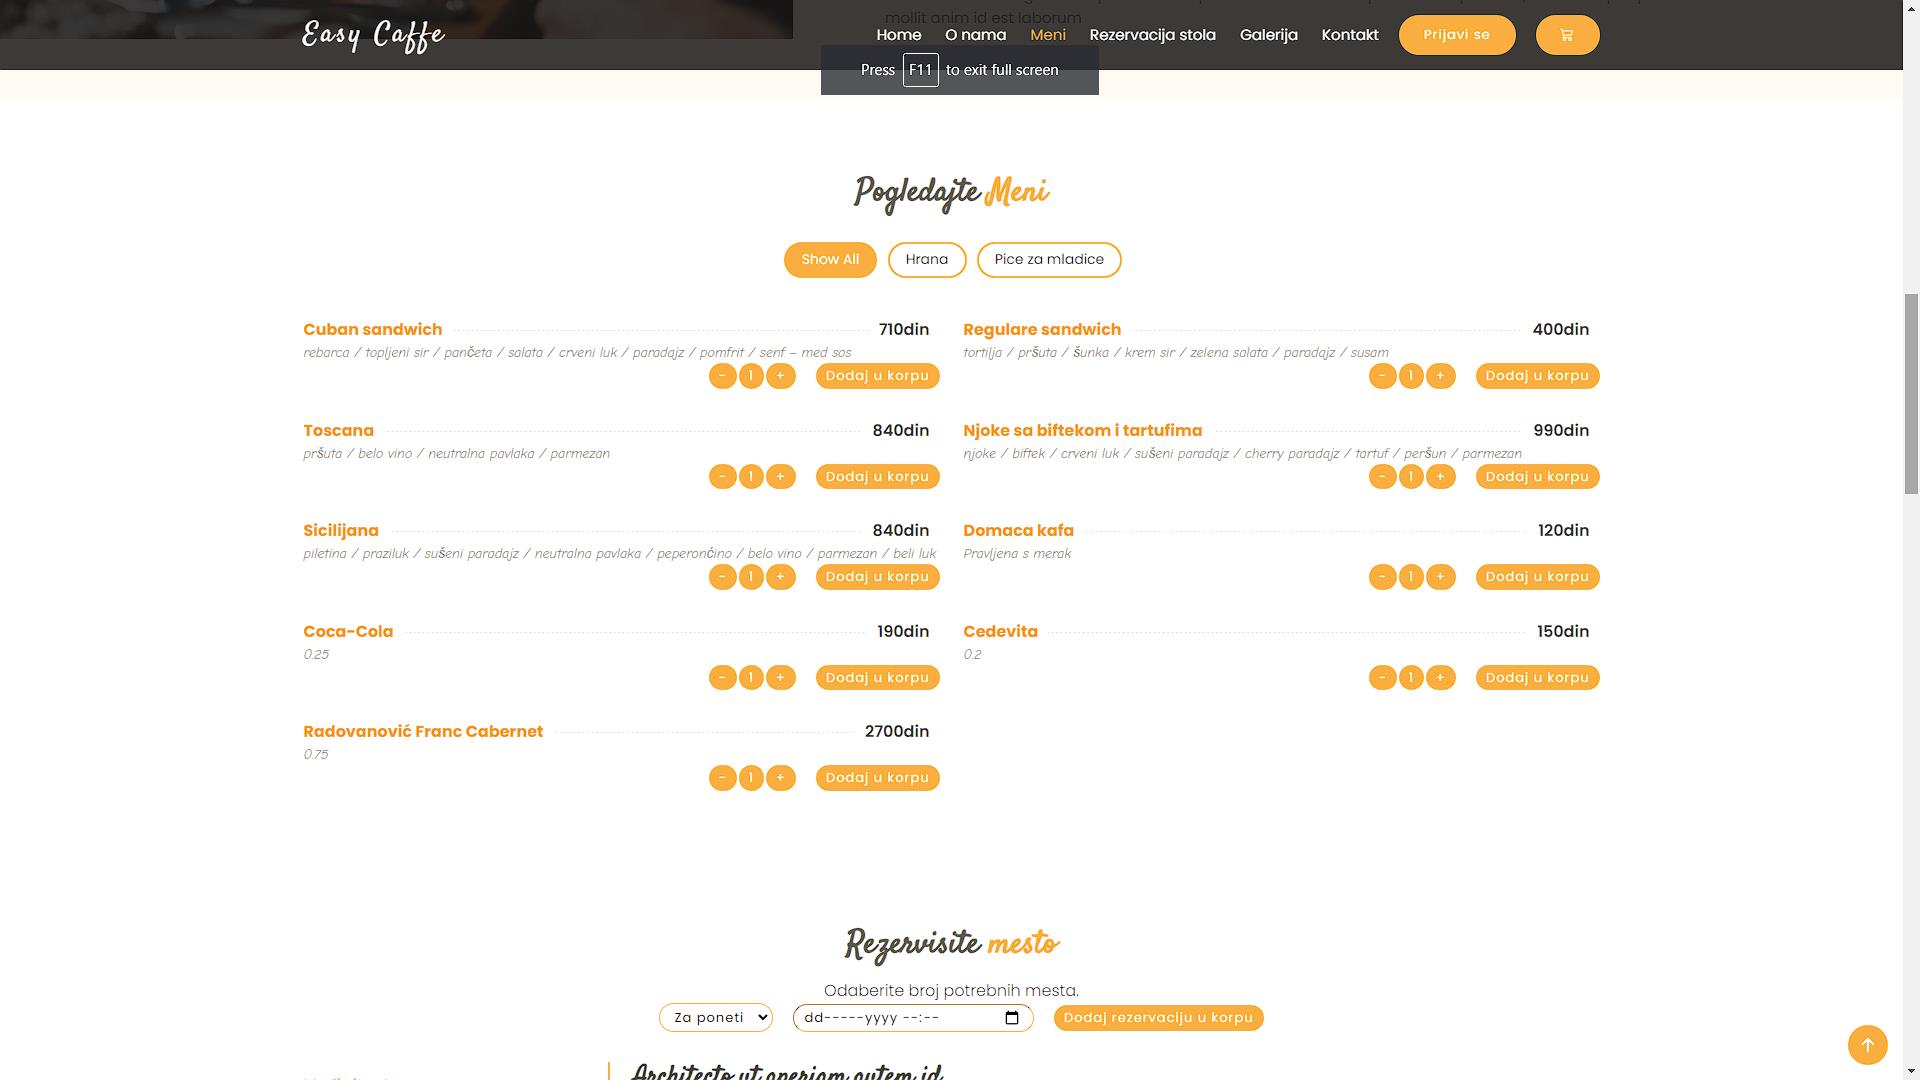 mollit anim id est laborum
Easy Caffe
Home O nama Meni Rezervacija stola Galerija Kontakt Prijavi se
Press F11 to exit full screen
Pogledajte Meni
Show All Hrana Pice za mladice
Cuban sandwich 710din
rebarca / topljeni sir / pančeta / salata / crveni luk / paradajz / pomfrit / senf – med sos
- 1 + Dodaj u korpu
Regulare sandwich 400din
tortilja / pršuta / šunka / krem sir / zelena salata / paradajz / susam
- 1 + Dodaj u korpu
Toscana 840din
pršuta / belo vino / neutralna pavlaka / parmezan
- 1 + Dodaj u korpu
Njoke sa biftekom i tartufima 990din
njoke / biftek / crveni luk / sušeni paradajz / cherry paradajz / tartuf / peršun / parmezan
- 1 + Dodaj u korpu
Sicilijana 840din
piletina / praziluk / sušeni paradajz / neutralna pavlaka / peperonćino / belo vino / parmezan / beli luk
- 1 + Dodaj u korpu
Domaca kafa 120din
Pravljena s merak
- 1 + Dodaj u korpu
Coca-Cola 190din
0.25
- 1 + Dodaj u korpu
Cedevita 150din
0.2
- 1 + Dodaj u korpu
Radovanović Franc Cabernet 2700din
0.75
- 1 + Dodaj u korpu
Rezervisite mesto
Odaberite broj potrebnih mesta.
Za poneti dd-----yyyy --:-- Dodaj rezervaciju u korpu
Architecto ut aperiam autem id